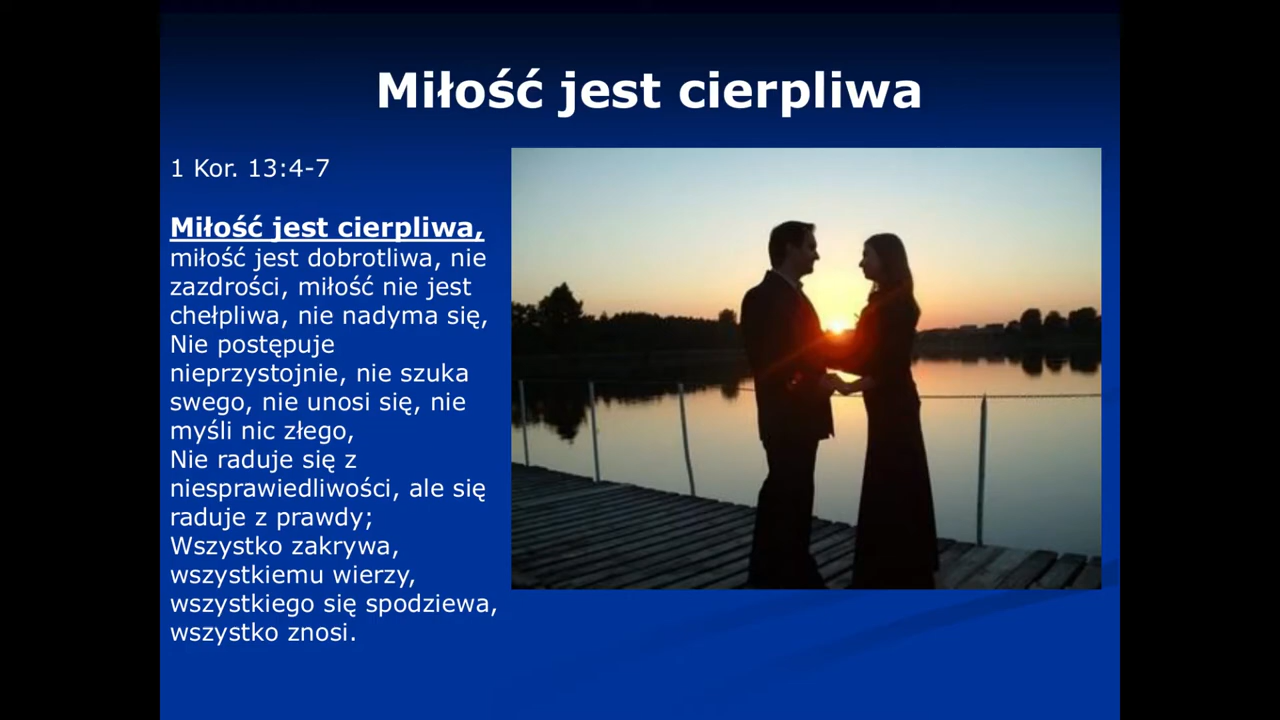 Miłość jest cierpliwa
1 Kor. 13:4-7
Miłość jest cierpliwa,
miłość jest dobrotliwa, nie
zazdrości, miłość nie jest
chełpliwa, nie nadyma się,
Nie postępuje
nieprzystojnie, nie szuka
swego, nie unosi się, nie
myśli nic złego,
Nie raduje się z
niesprawiedliwości, ale się
raduje z prawdy;
Wszystko zakrywa,
wszystkiemu wierzy,
wszystkiego się spodziewa,
wszystko znosi.